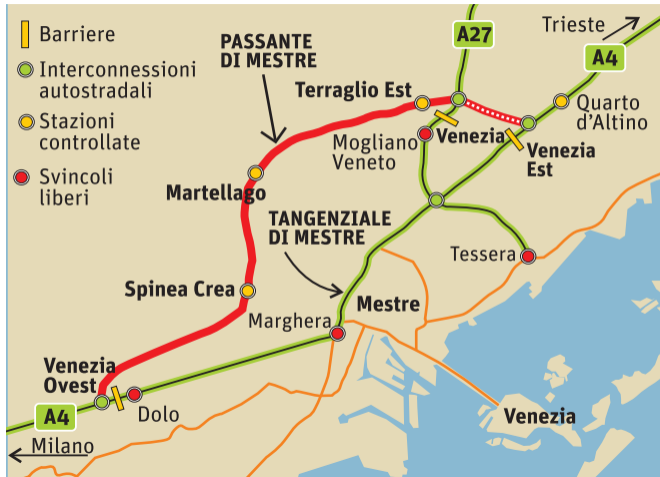 Barriere
Interconnessioni
autostradali
Stazioni
controllate
Svincoli
liberi
PASSANTE
DI MESTRE
A27
Trieste
A4
Terraglio Est
Quarto
d'Altino
Mogliano
Veneto
Venezia
Venezia
Est
Martellago
TANGENZIALE
DI MESTRE
Tessera
Spinea Crea
Mestre
Marghera
Venezia
Ovest
A4
Dolo
Venezia
Milano